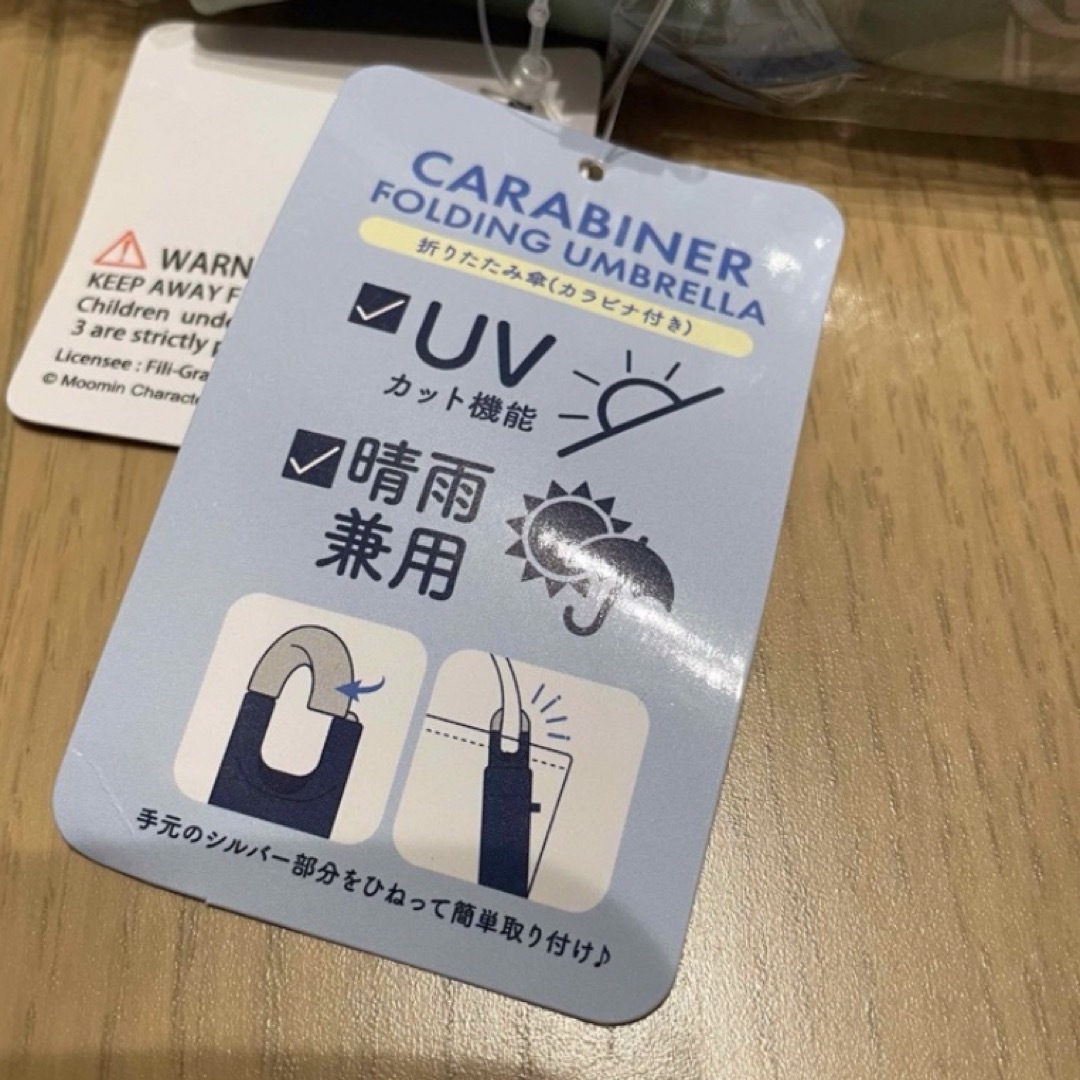 CARABINER
FOLDING UMBRELLA
折りたたみ傘(カラビナ付き)
UV
カット機能
晴雨
兼用
手元のシルバー部分をひねって簡単取り付け♪
WARN
KEEP AWAY F
Children unde
3 are strictly p
Licensee : Fili-Gra
© Moomin Characte